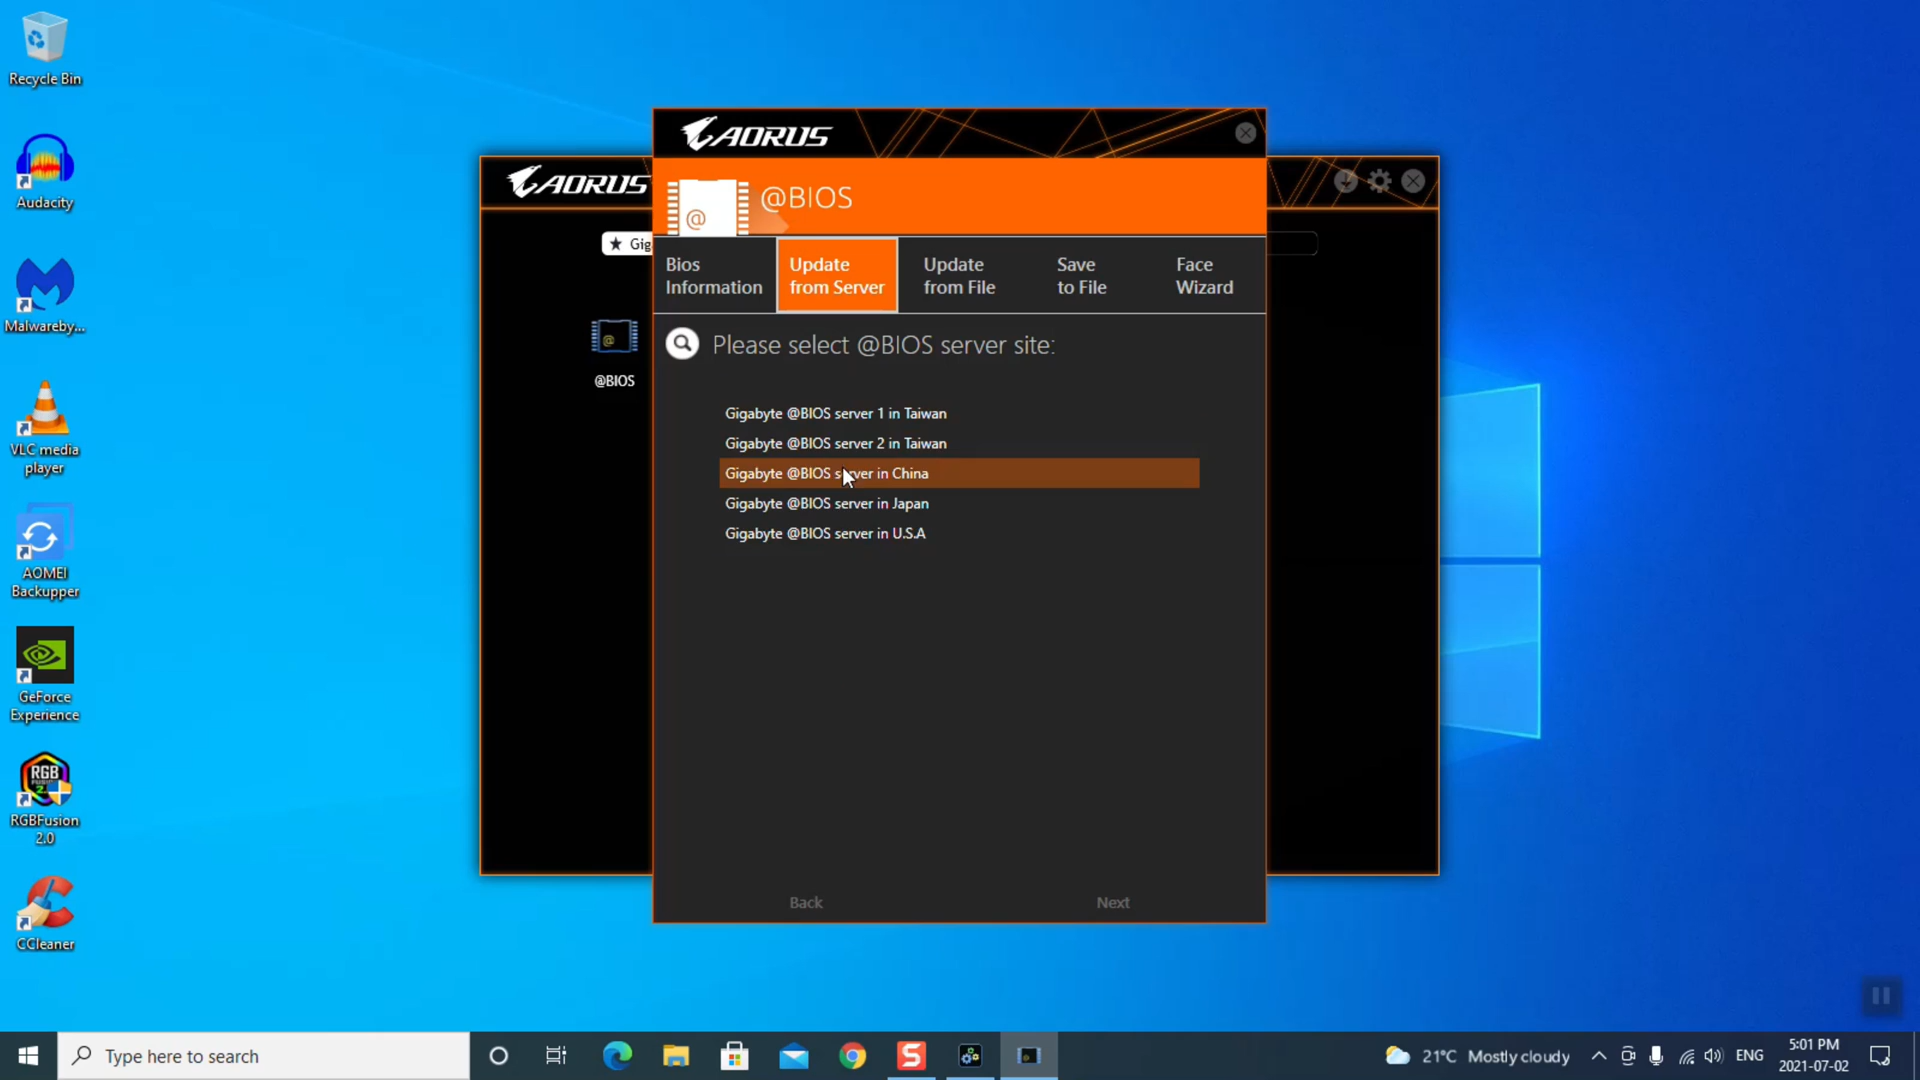 Recycle Bin
Audacity
Malwareby...
VLC media
player
AOMEI
Backupper
GeForce
Experience
RGB
RGBFusion
2.0
CCleaner
AORUS
★ Gig
@
@BIOS
AORUS
@
@BIOS
Bios
Information
Update
from Server
Update
from File
Save
to File
Face
Wizard
Please select @BIOS server site:
Gigabyte @BIOS server 1 in Taiwan
Gigabyte @BIOS server 2 in Taiwan
Gigabyte @BIOS server in China
Gigabyte @BIOS server in Japan
Gigabyte @BIOS server in U.S.A
Back
Next
Type here to search
S
21°C Mostly cloudy
ENG
5:01 PM
2021-07-02